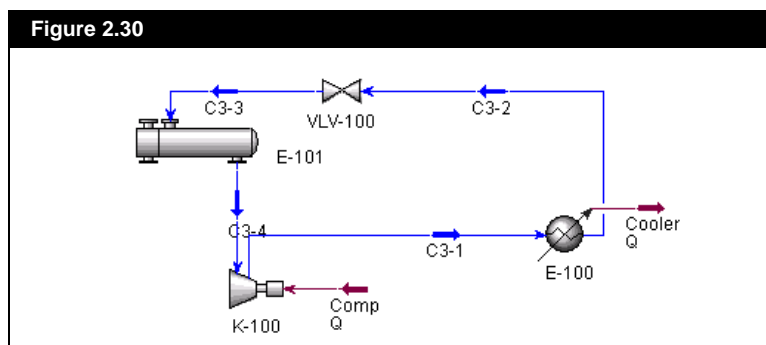 Figure 2.30
C3-3
VLV-100
C3-2
E-101
C3-4
C3-1
Cooler
Q
E-100
Comp
Q
K-100